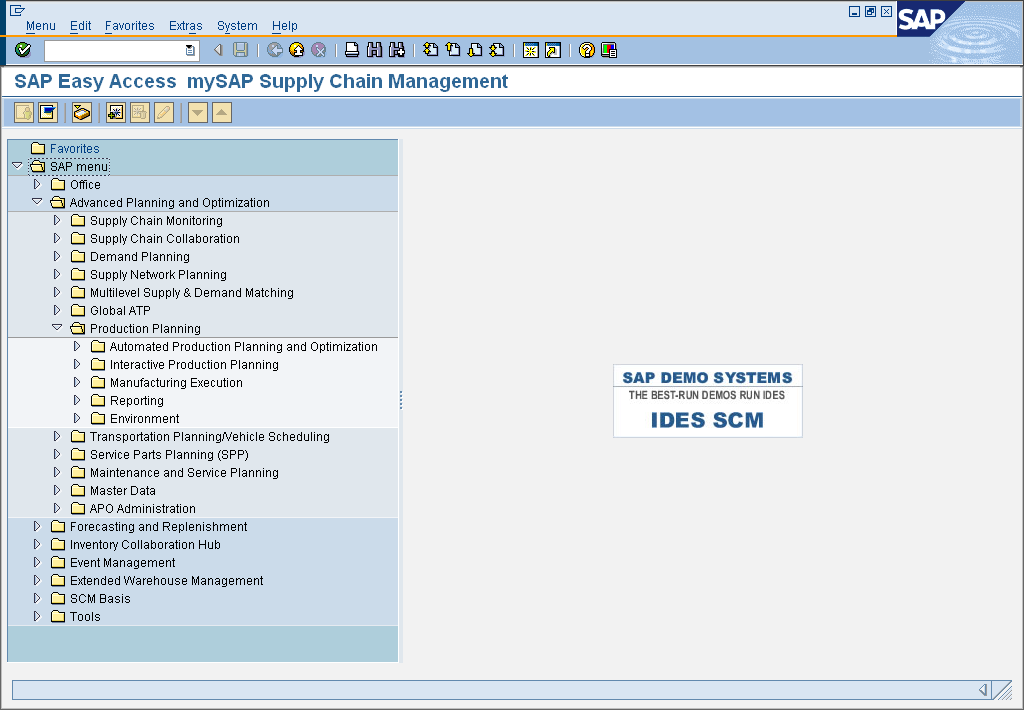 Menu Edit Favorites Extras System Help
SAP
SAP Easy Access mySAP Supply Chain Management
Favorites
SAP menu
Office
Advanced Planning and Optimization
Supply Chain Monitoring
Supply Chain Collaboration
Demand Planning
Supply Network Planning
Multilevel Supply & Demand Matching
Global ATP
Production Planning
Automated Production Planning and Optimization
Interactive Production Planning
Manufacturing Execution
Reporting
Environment
Transportation Planning/Vehicle Scheduling
Service Parts Planning (SPP)
Maintenance and Service Planning
Master Data
APO Administration
Forecasting and Replenishment
Inventory Collaboration Hub
Event Management
Extended Warehouse Management
SCM Basis
Tools
SAP DEMO SYSTEMS
THE BEST-RUN DEMOS RUN IDES
IDES SCM